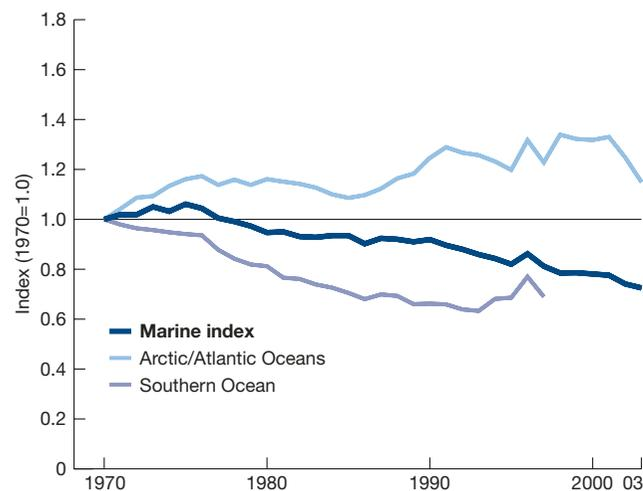 1.8
1.6
1.4
1.2
1.0
0.8
0.6
0.4
0.2
0
Index (1970=1.0)
Marine index
Arctic/Atlantic Oceans
Southern Ocean
1970 1980 1990 2000 03